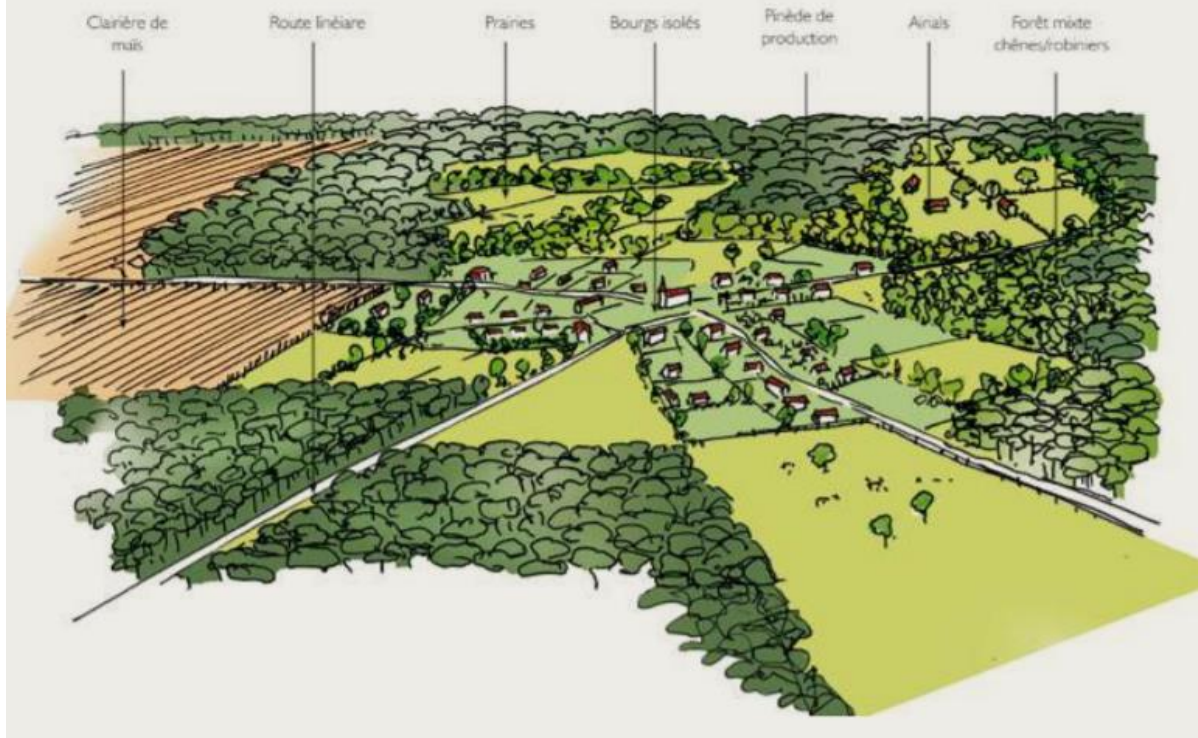 Clairière de
maïs
Route linéiare
Prairies
Bourgs isolés
Pinède de
production
Airials
Forêt mixte
chênes/robiniers